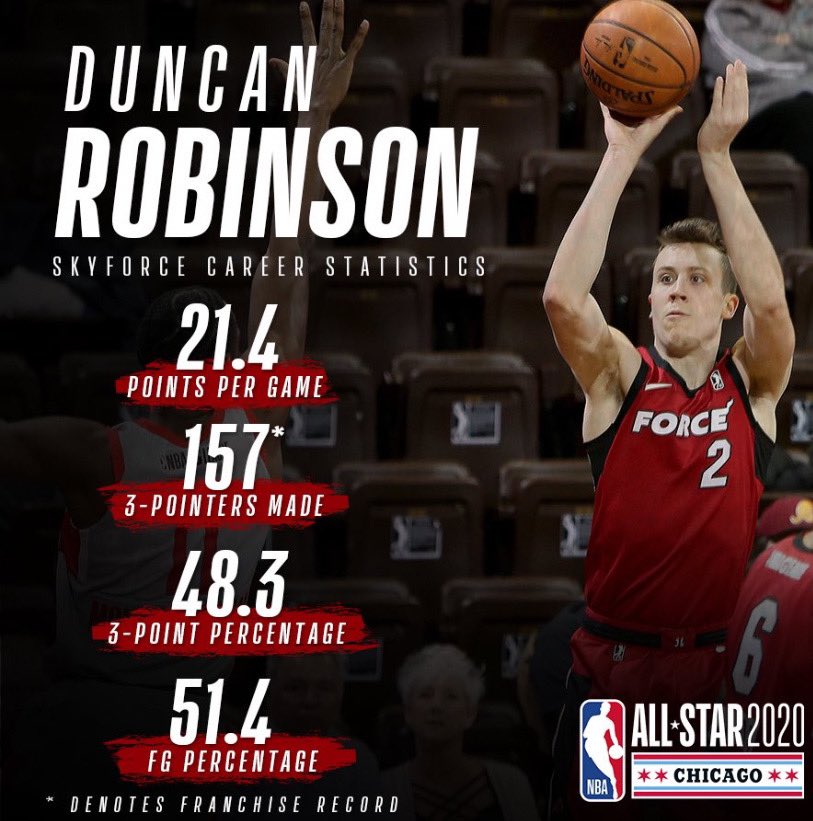 DUNCAN
ROBINSON
SKYFORCE CAREER STATISTICS
21.4
POINTS PER GAME
157*
3-POINTERS MADE
48.3
3-POINT PERCENTAGE
51.4
FG PERCENTAGE
* DENOTES FRANCHISE RECORD
SPALDING
FORCE
2
6
NBA
ALL★STAR 2020
★★ CHICAGO ★★